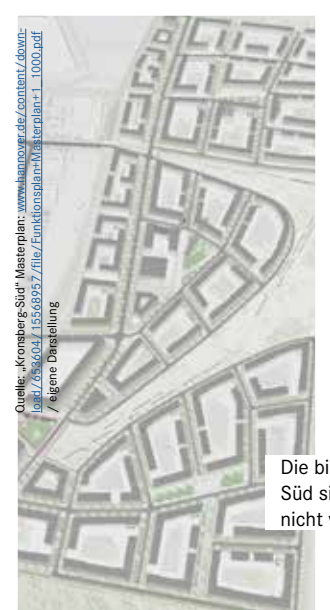 Quelle: „Kronsberg-Süd“ Masterplan: www.hannover.de/content/down-
load/653604/15568957/file/Funktionsplan+Masterplan+1_1000.pdf
/ eigene Darstellung
Die bi
Süd si
nicht v